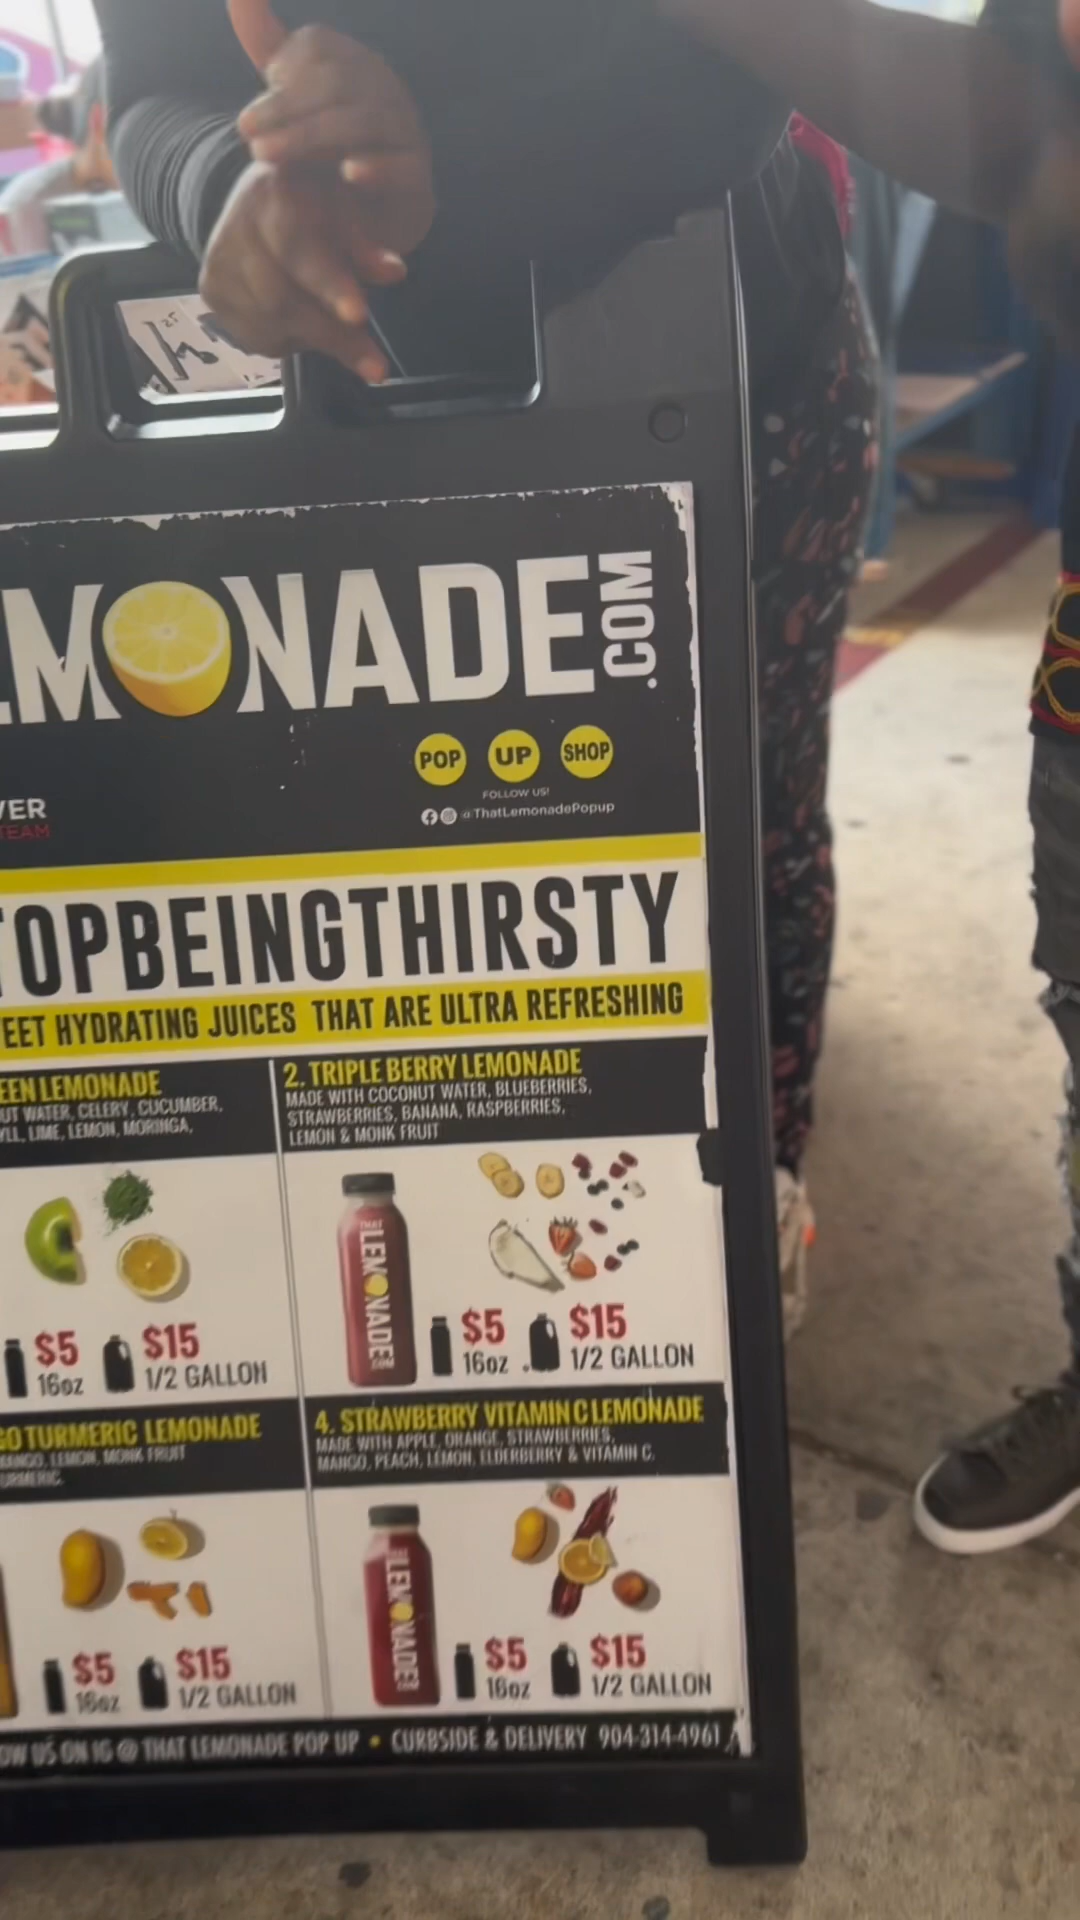 EMONADE
.COM
POP UP SHOP
FOLLOW US!
@ThatLemonadePopup
VER
TEAM
TOPBEINGTHIRSTY
EET HYDRATING JUICES THAT ARE ULTRA REFRESHING
EEN LEMONADE
UT WATER, CELERY, CUCUMBER,
YLL, LIME, LEMON, MORINGA,
$5
16oz
$15
1/2 GALLON
2. TRIPLE BERRY LEMONADE
MADE WITH COCONUT WATER, BLUEBERRIES,
STRAWBERRIES, BANANA, RASPBERRIES,
LEMON & MONK FRUIT
THAT
LEMONADE
.COM
$5
16oz
$15
1/2 GALLON
GO TURMERIC LEMONADE
MANGO, LEMON, MONK FRUIT
URMERIC.
$5
16oz
$15
1/2 GALLON
4. STRAWBERRY VITAMIN C LEMONADE
MADE WITH APPLE, ORANGE, STRAWBERRIES,
MANGO, PEACH, LEMON, ELDERBERRY & VITAMIN C.
LEMONADE
$5
16oz
$15
1/2 GALLON
OW US ON IG @ THAT LEMONADE POP UP • CURBSIDE & DELIVERY 904-314-4961